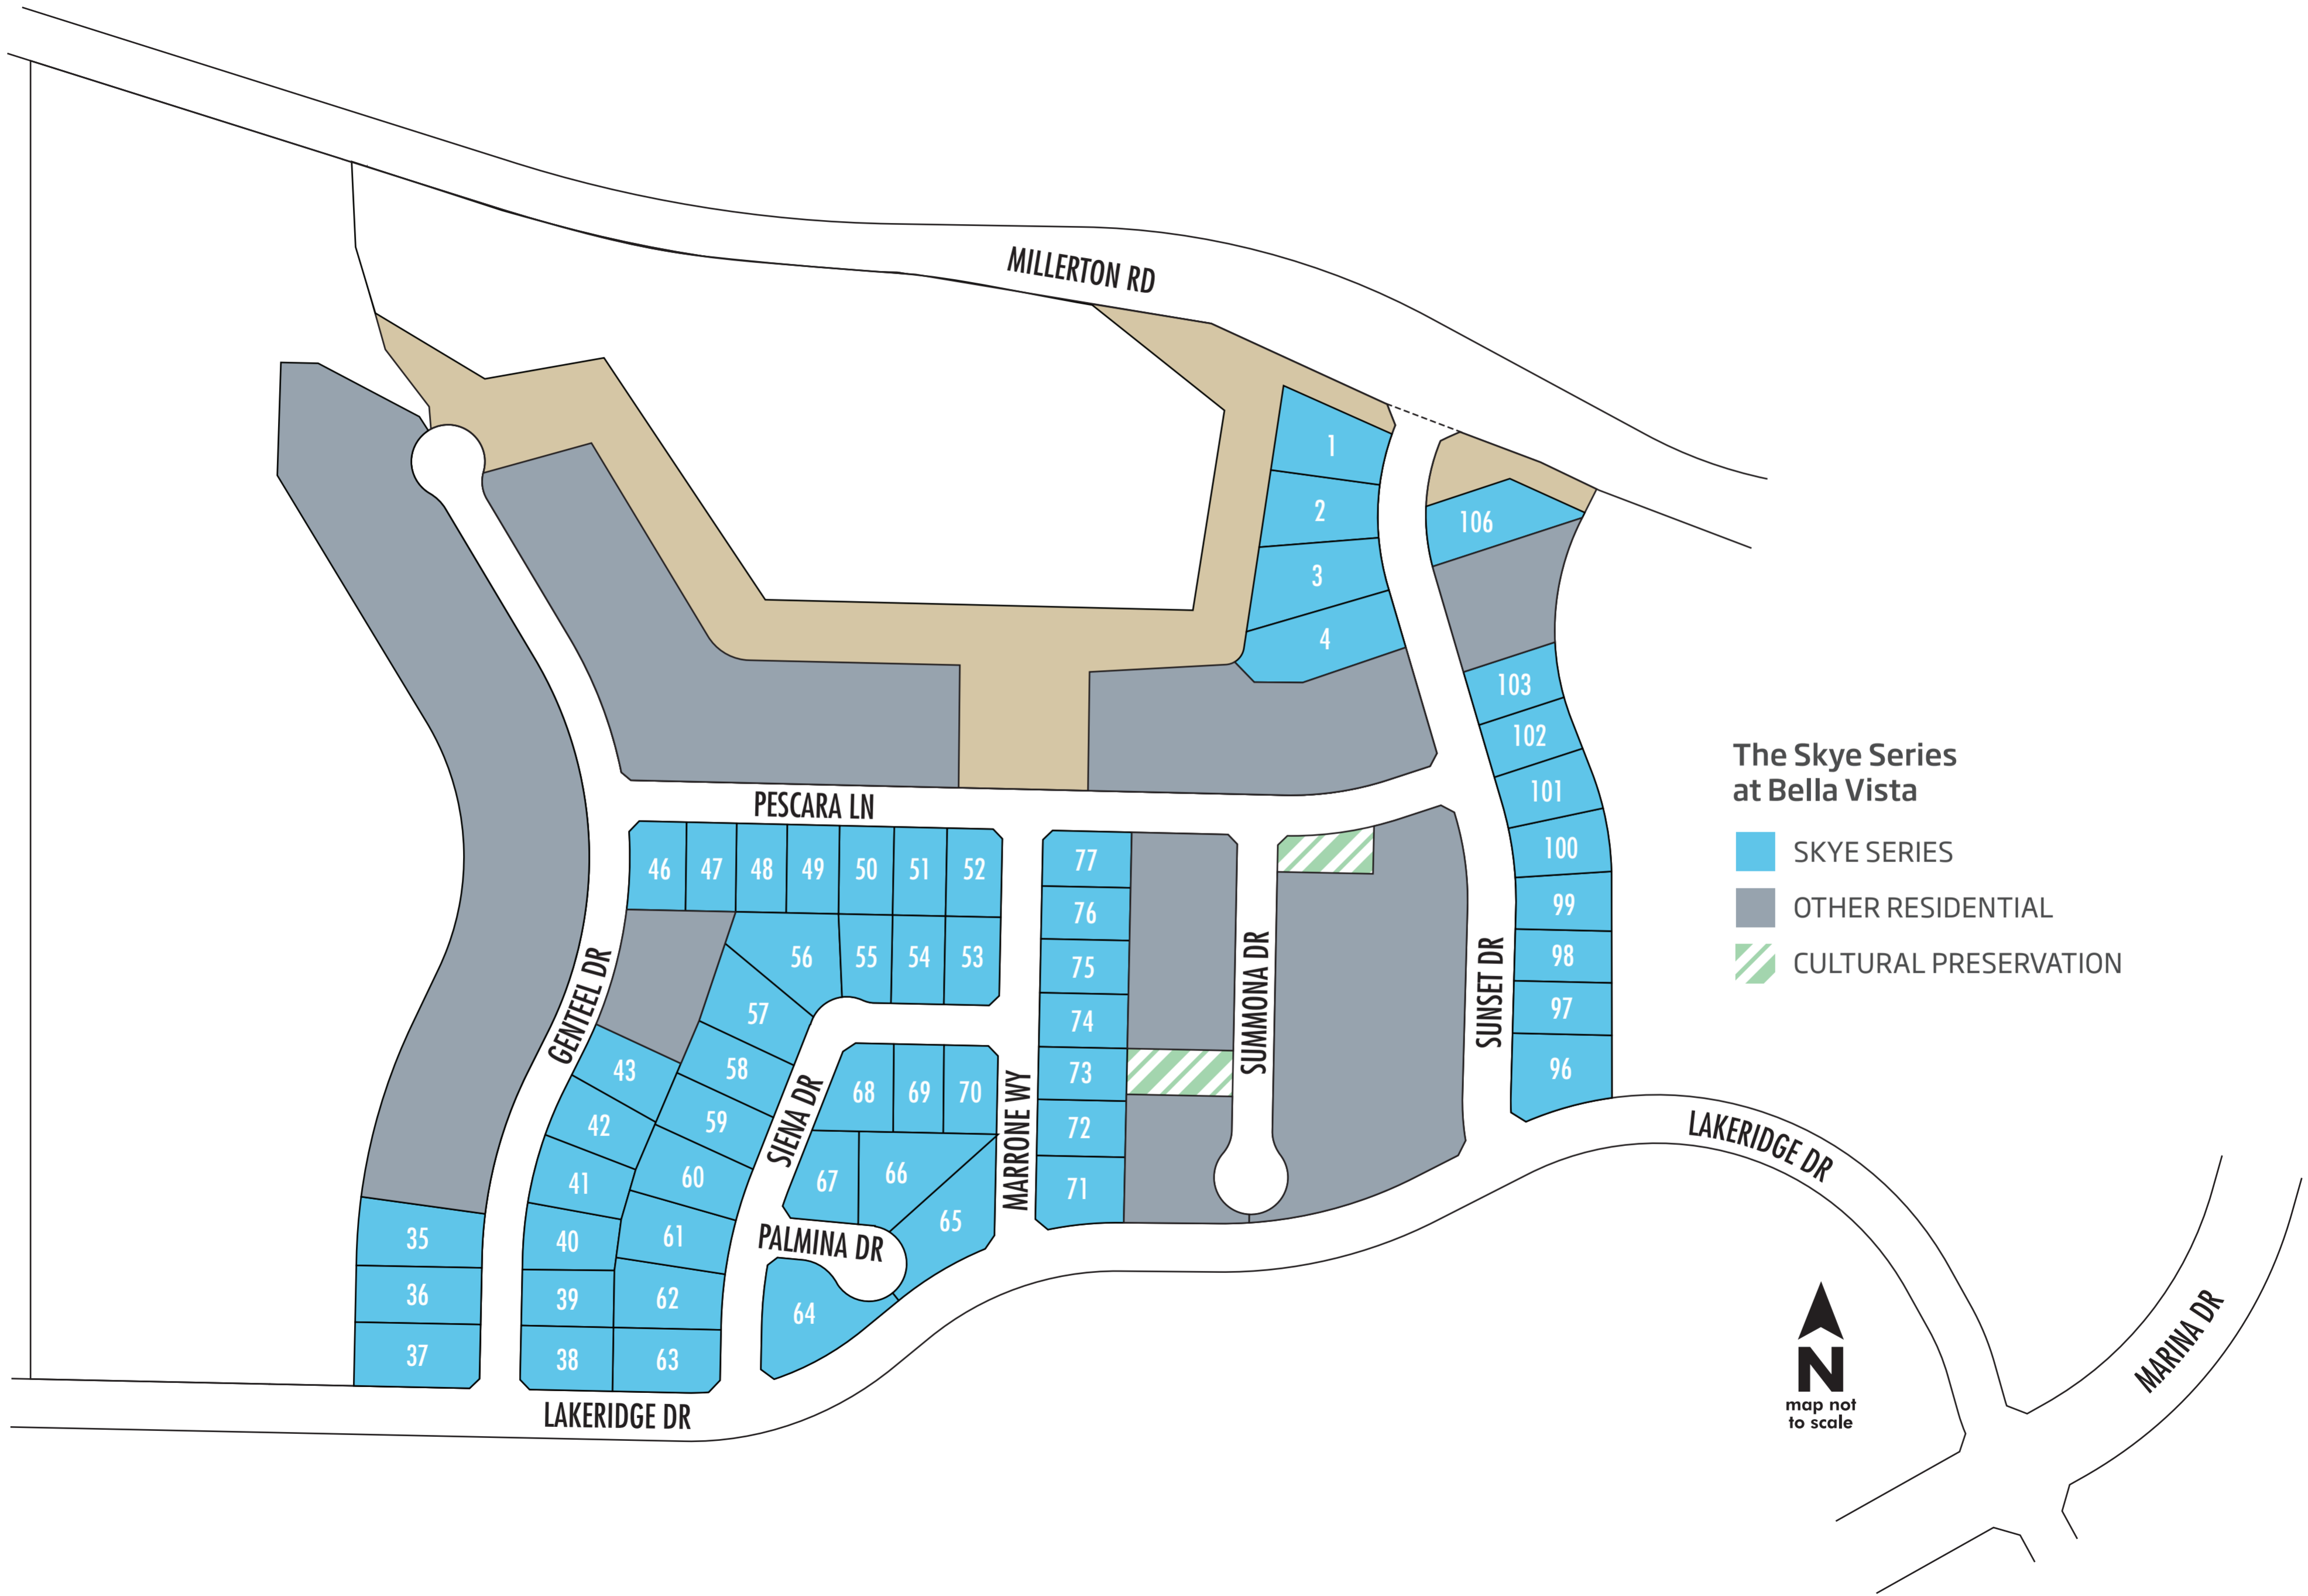 MILLERTON RD
1
2
106
3
4
103
102
101
100
99
98
97
96
The Skye Series
at Bella Vista
SKYE SERIES
OTHER RESIDENTIAL
CULTURAL PRESERVATION
PESCARA LN
46
47
48
49
50
51
52
77
76
75
74
73
72
71
56
55
54
53
57
58
59
60
61
62
63
GENTEEL DR
43
42
41
40
39
38
35
36
37
SIENA DR
68
69
70
67
66
65
64
PALMINA DR
MARRONE WY
SUMMONA DR
SUNSET DR
LAKERIDGE DR
LAKERIDGE DR
MARINA DR
N
map not
to scale